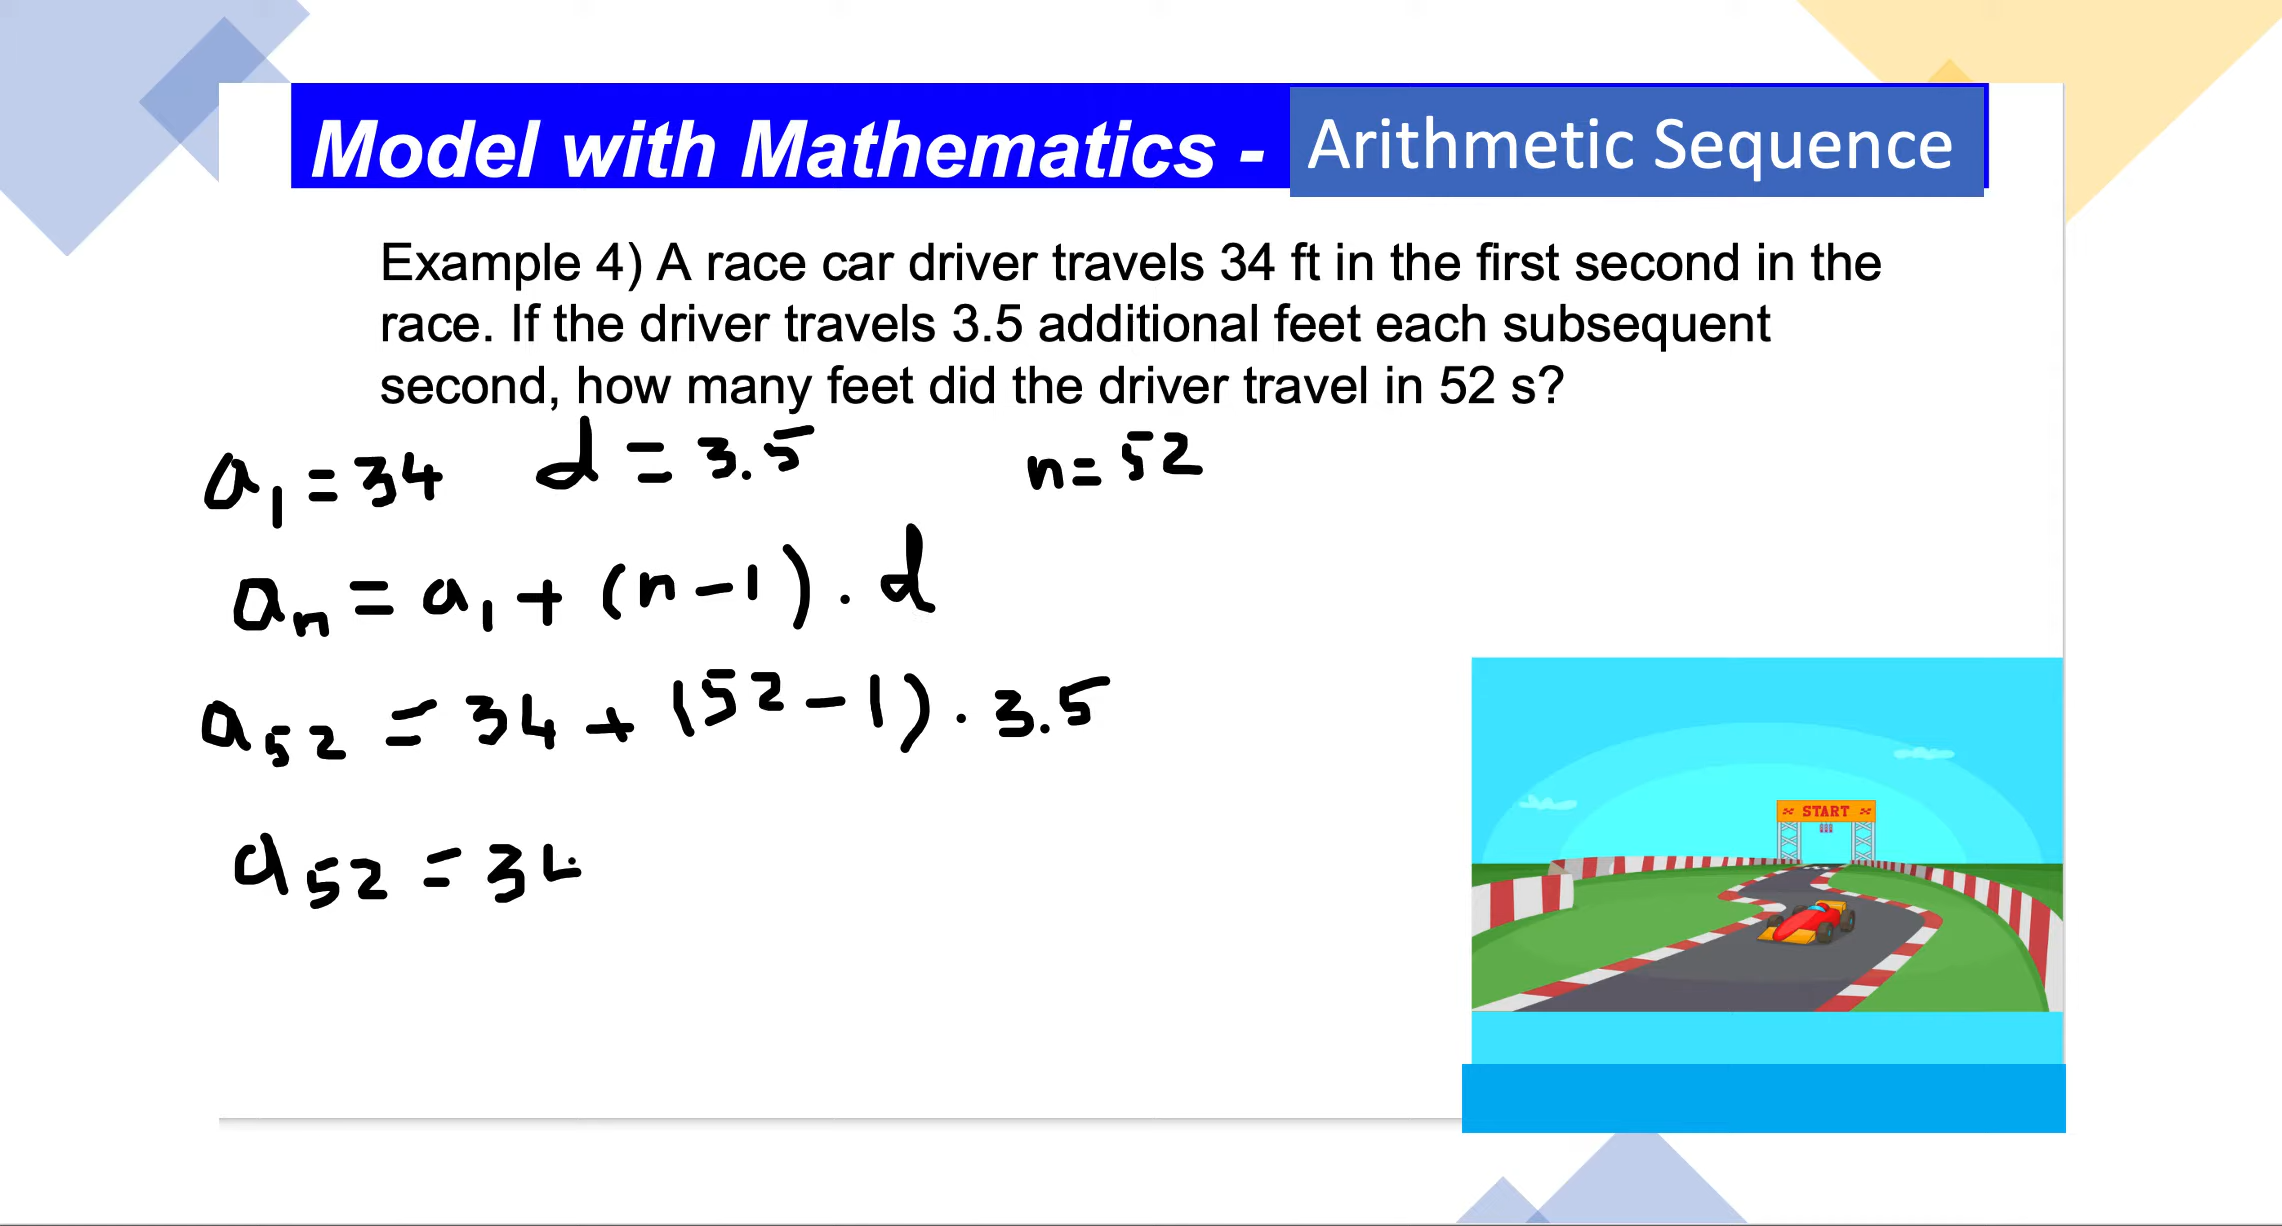 Model with Mathematics - Arithmetic Sequence
Example 4) A race car driver travels 34 ft in the first second in the
race. If the driver travels 3.5 additional feet each subsequent
second, how many feet did the driver travel in 52 s?
a₁ = 34 d = 3.5 n = 52
aₙ = a₁ + (n - 1) . d
a₅₂ = 34 + (52 - 1) . 3.5
START
a₅₂ = 34